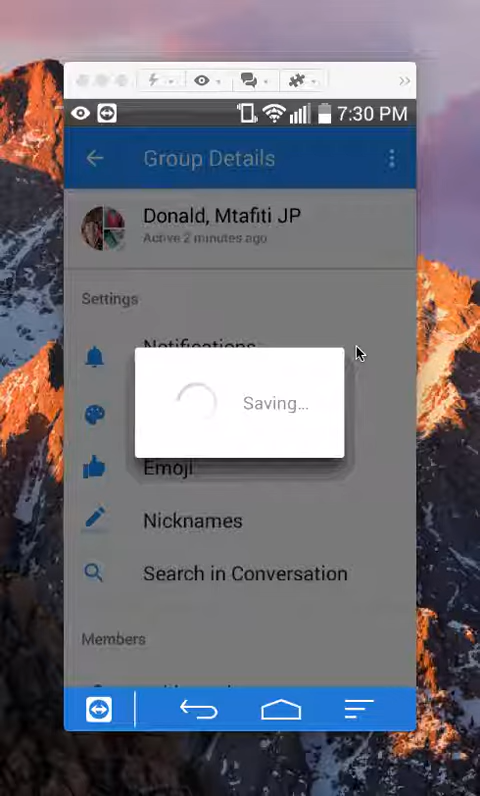 7:30 PM
Group Details
Donald, Mtafiti JP
Active 2 minutes ago
Settings
Notifications
Saving...
Emoji
Nicknames
Search in Conversation
Members